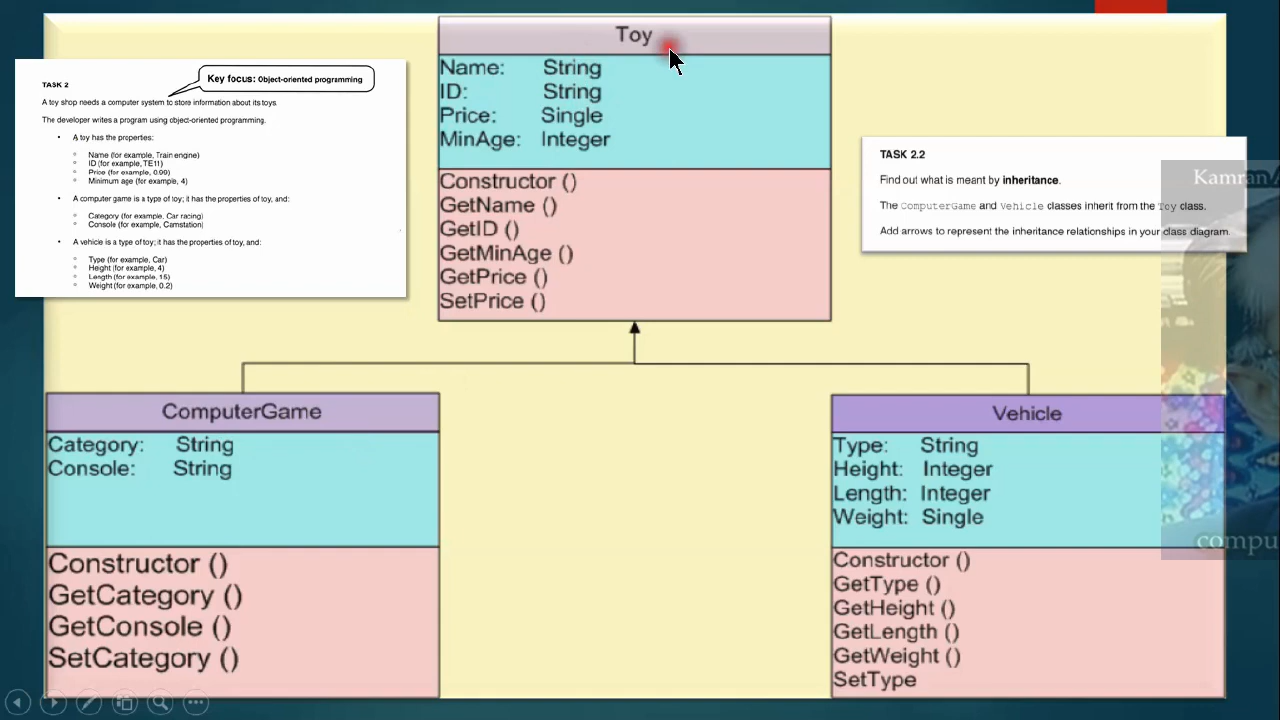 Toy
Name: String
ID: String
Price: Single
MinAge: Integer
Constructor ()
GetName ()
GetID ()
GetMinAge ()
GetPrice ()
SetPrice ()
TASK 2
Key focus: Object-oriented programming
A toy shop needs a computer system to store information about its toys.
The developer writes a program using object-oriented programming.
• A toy has the properties:
○ Name (for example, Train engine)
○ ID (for example, TE11)
○ Price (for example, 0.99)
○ Minimum age (for example, 4)
• A computer game is a type of toy; it has the properties of toy, and:
○ Category (for example, Car racing)
○ Console (for example, Camstation)
• A vehicle is a type of toy; it has the properties of toy, and:
○ Type (for example, Car)
○ Height (for example, 4)
○ Length (for example, 15)
○ Weight (for example, 0.2)
TASK 2.2
Find out what is meant by inheritance.
The ComputerGame and Vehicle classes inherit from the Toy class.
Add arrows to represent the inheritance relationships in your class diagram.
Kamran A
ComputerGame
Category: String
Console: String
Constructor ()
GetCategory ()
GetConsole ()
SetCategory ()
Vehicle
Type: String
Height: Integer
Length: Integer
Weight: Single
Constructor ()
GetType ()
GetHeight ()
GetLength ()
GetWeight ()
SetType
compu